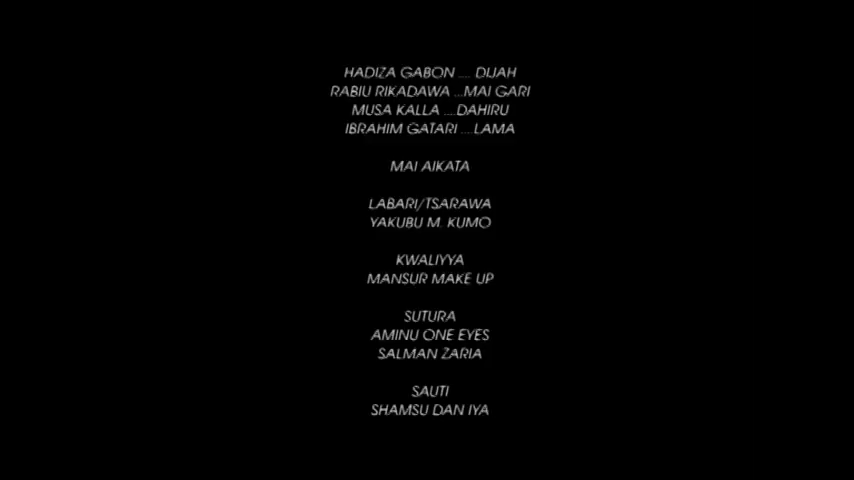 HADIZA GABON .... DIJAH
RABIU RIKADAWA ...MAI GARI
MUSA KALLA ....DAHIRU
IBRAHIM GATARI ....LAMA
MAI AIKATA
LABARI/TSARAWA
YAKUBU M. KUMO
KWALIYYA
MANSUR MAKE UP
SUTURA
AMINU ONE EYES
SALMAN ZARIA
SAUTI
SHAMSU DAN IYA